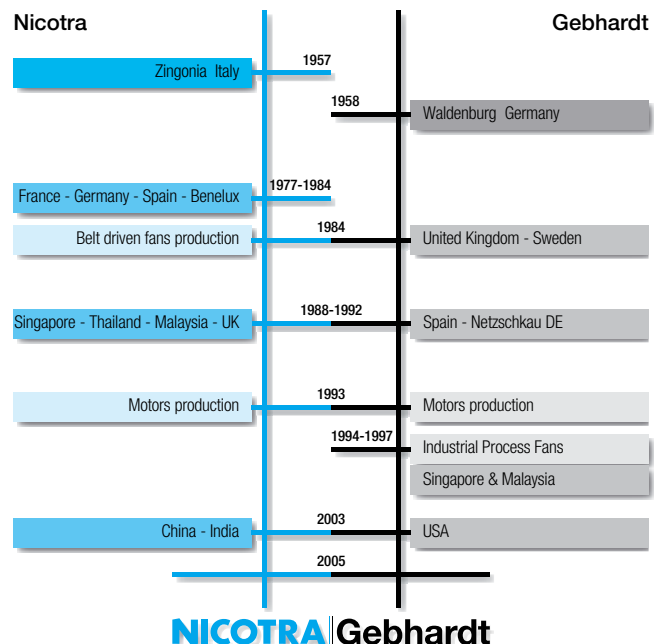 Nicotra Gebhardt
Zingonia Italy 1957
1958 Waldenburg Germany
France - Germany - Spain - Benelux 1977-1984
Belt driven fans production 1984 United Kingdom - Sweden
Singapore - Thailand - Malaysia - UK 1988-1992 Spain - Netzschkau DE
Motors production 1993 Motors production
1994-1997 Industrial Process Fans
Singapore & Malaysia
China - India 2003 USA
2005
NICOTRA Gebhardt